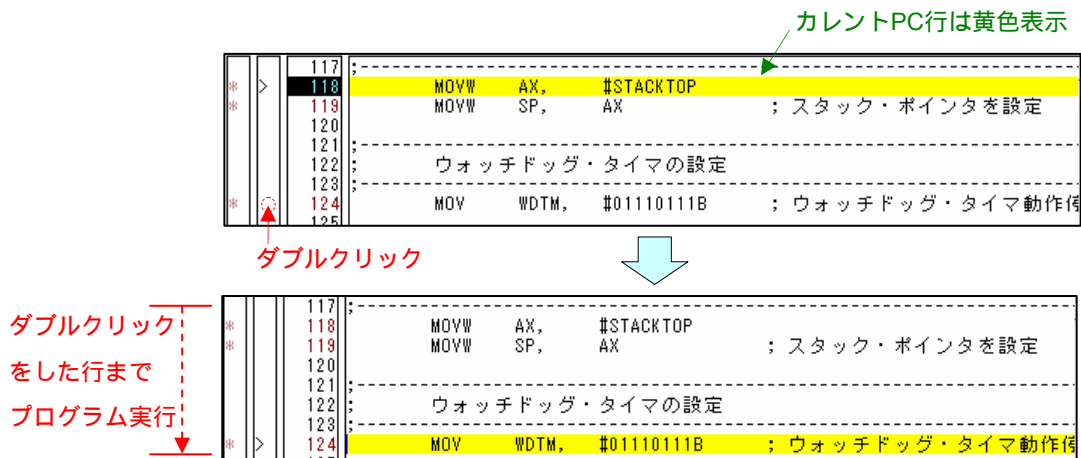 カレントPC行は黄色表示
117 ;--------------------------------------------------------------------
* > 118 MOVW AX, #STACKTOP
* 119 MOVW SP, AX ; スタック・ポインタを設定
120
121 ;--------------------------------------------------------------------
122 ; ウォッチドッグ・タイマの設定
123 ;--------------------------------------------------------------------
* 124 MOV WDTM, #01110111B ; ウォッチドッグ・タイマ動作停
125
ダブルクリック
117 ;--------------------------------------------------------------------
* 118 MOVW AX, #STACKTOP
* 119 MOVW SP, AX ; スタック・ポインタを設定
120
121 ;--------------------------------------------------------------------
122 ; ウォッチドッグ・タイマの設定
123 ;--------------------------------------------------------------------
* > 124 MOV WDTM, #01110111B ; ウォッチドッグ・タイマ動作停
ダブルクリック
をした行まで
プログラム実行